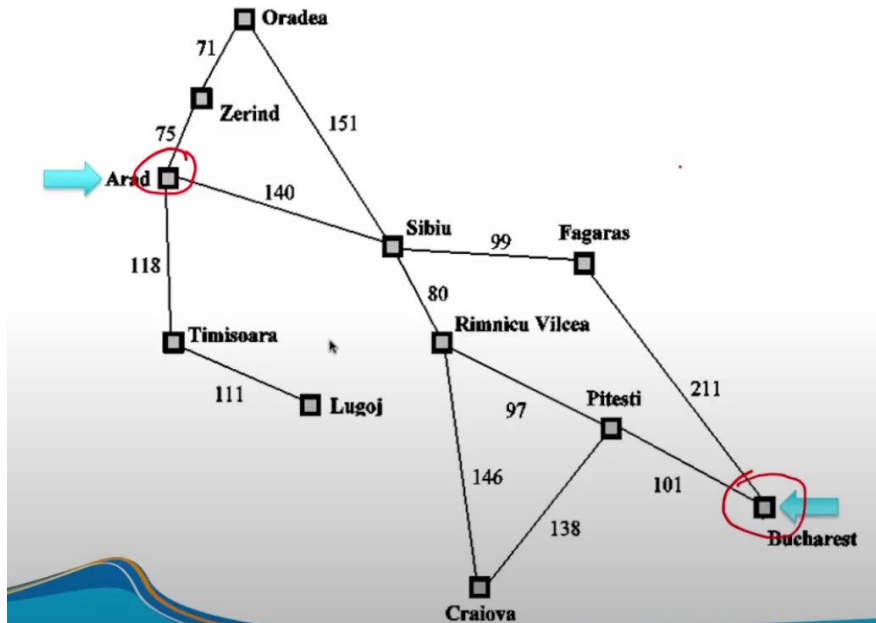 Oradea
71
Zerind
151
75
Arad
140
Sibiu
99
Fagaras
118
80
Timisoara
Rimnicu Vilcea
111
Lugoj
97
Pitesti
211
146
101
138
Bucharest
Craiova